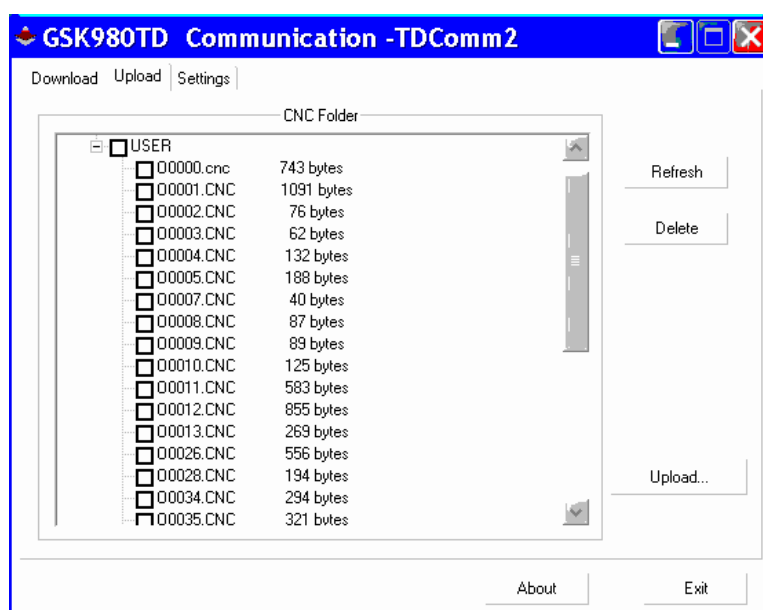 GSK980TD Communication -TDComm2
Download Upload Settings
CNC Folder
USER
O0000.cnc 743 bytes
O0001.CNC 1091 bytes
O0002.CNC 76 bytes
O0003.CNC 62 bytes
O0004.CNC 132 bytes
O0005.CNC 188 bytes
O0007.CNC 40 bytes
O0008.CNC 87 bytes
O0009.CNC 89 bytes
O0010.CNC 125 bytes
O0011.CNC 583 bytes
O0012.CNC 855 bytes
O0013.CNC 269 bytes
O0026.CNC 556 bytes
O0028.CNC 194 bytes
O0034.CNC 294 bytes
O0035.CNC 321 bytes
Refresh
Delete
Upload...
About
Exit